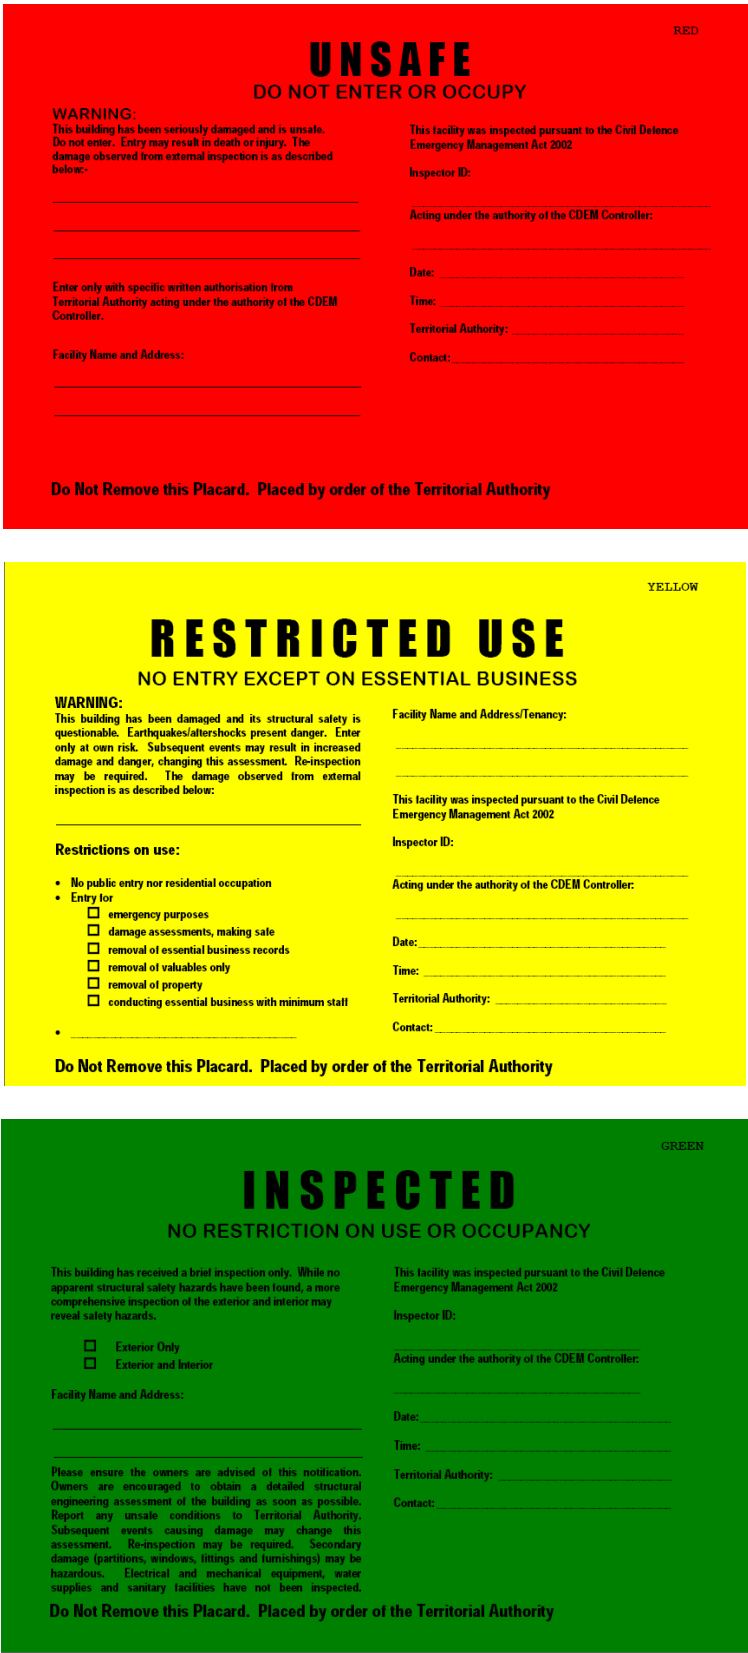 RED
UNSAFE
DO NOT ENTER OR OCCUPY
WARNING:
This building has been seriously damaged and is unsafe.
Do not enter. Entry may result in death or injury. The
damage observed from external inspection is as described
below:-
Enter only with specific written authorisation from
Territorial Authority acting under the authority of the CDEM
Controller.
Facility Name and Address:
This facility was inspected pursuant to the Civil Defence
Emergency Management Act 2002
Inspector ID:
Acting under the authority of the CDEM Controller:
Date:
Time:
Territorial Authority:
Contact:
Do Not Remove this Placard. Placed by order of the Territorial Authority
YELLOW
RESTRICTED USE
NO ENTRY EXCEPT ON ESSENTIAL BUSINESS
WARNING:
This building has been damaged and its structural safety is
questionable. Earthquakes/aftershocks present danger. Enter
only at own risk. Subsequent events may result in increased
damage and danger, changing this assessment. Re-inspection
may be required. The damage observed from external
inspection is as described below:
Restrictions on use:
• No public entry nor residential occupation
• Entry for
emergency purposes
damage assessments, making safe
removal of essential business records
removal of valuables only
removal of property
conducting essential business with minimum staff
•
Facility Name and Address/Tenancy:
This facility was inspected pursuant to the Civil Defence
Emergency Management Act 2002
Inspector ID:
Acting under the authority of the CDEM Controller:
Date:
Time:
Territorial Authority:
Contact:
Do Not Remove this Placard. Placed by order of the Territorial Authority
GREEN
INSPECTED
NO RESTRICTION ON USE OR OCCUPANCY
This building has received a brief inspection only. While no
apparent structural safety hazards have been found, a more
comprehensive inspection of the exterior and interior may
reveal safety hazards.
Exterior Only
Exterior and Interior
Facility Name and Address:
Please ensure the owners are advised of this notification.
Owners are encouraged to obtain a detailed structural
engineering assessment of the building as soon as possible.
Report any unsafe conditions to Territorial Authority.
Subsequent events causing damage may change this
assessment. Re-inspection may be required. Secondary
damage (partitions, windows, fittings and furnishings) may be
hazardous. Electrical and mechanical equipment, water
supplies and sanitary facilities have not been inspected.
This facility was inspected pursuant to the Civil Defence
Emergency Management Act 2002
Inspector ID:
Acting under the authority of the CDEM Controller:
Date:
Time:
Territorial Authority:
Contact:
Do Not Remove this Placard. Placed by order of the Territorial Authority